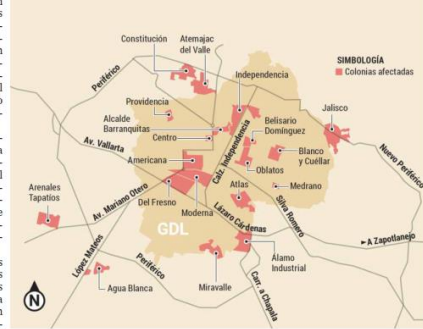 Constitución
Atemajac
del Valle
Periférico
Independencia
SIMBOLOGÍA
Colonias afectadas
Providencia
Alcalde
Barranquitas
Centro
Belisario
Domínguez
Jalisco
Av. Vallarta
Calz. Independencia
Americana
Blanco
y Cuéllar
Oblatos
Nuevo Periférico
Arenales
Tapatíos
Av. Mariano Otero
Del Fresno
Moderna
Atlas
Medrano
Lázaro Cárdenas
Silva Romero
GDL
A Zapotlanejo
López Mateos
Periférico
Álamo
Industrial
Agua Blanca
Miravalle
Carr. a Chapala
N